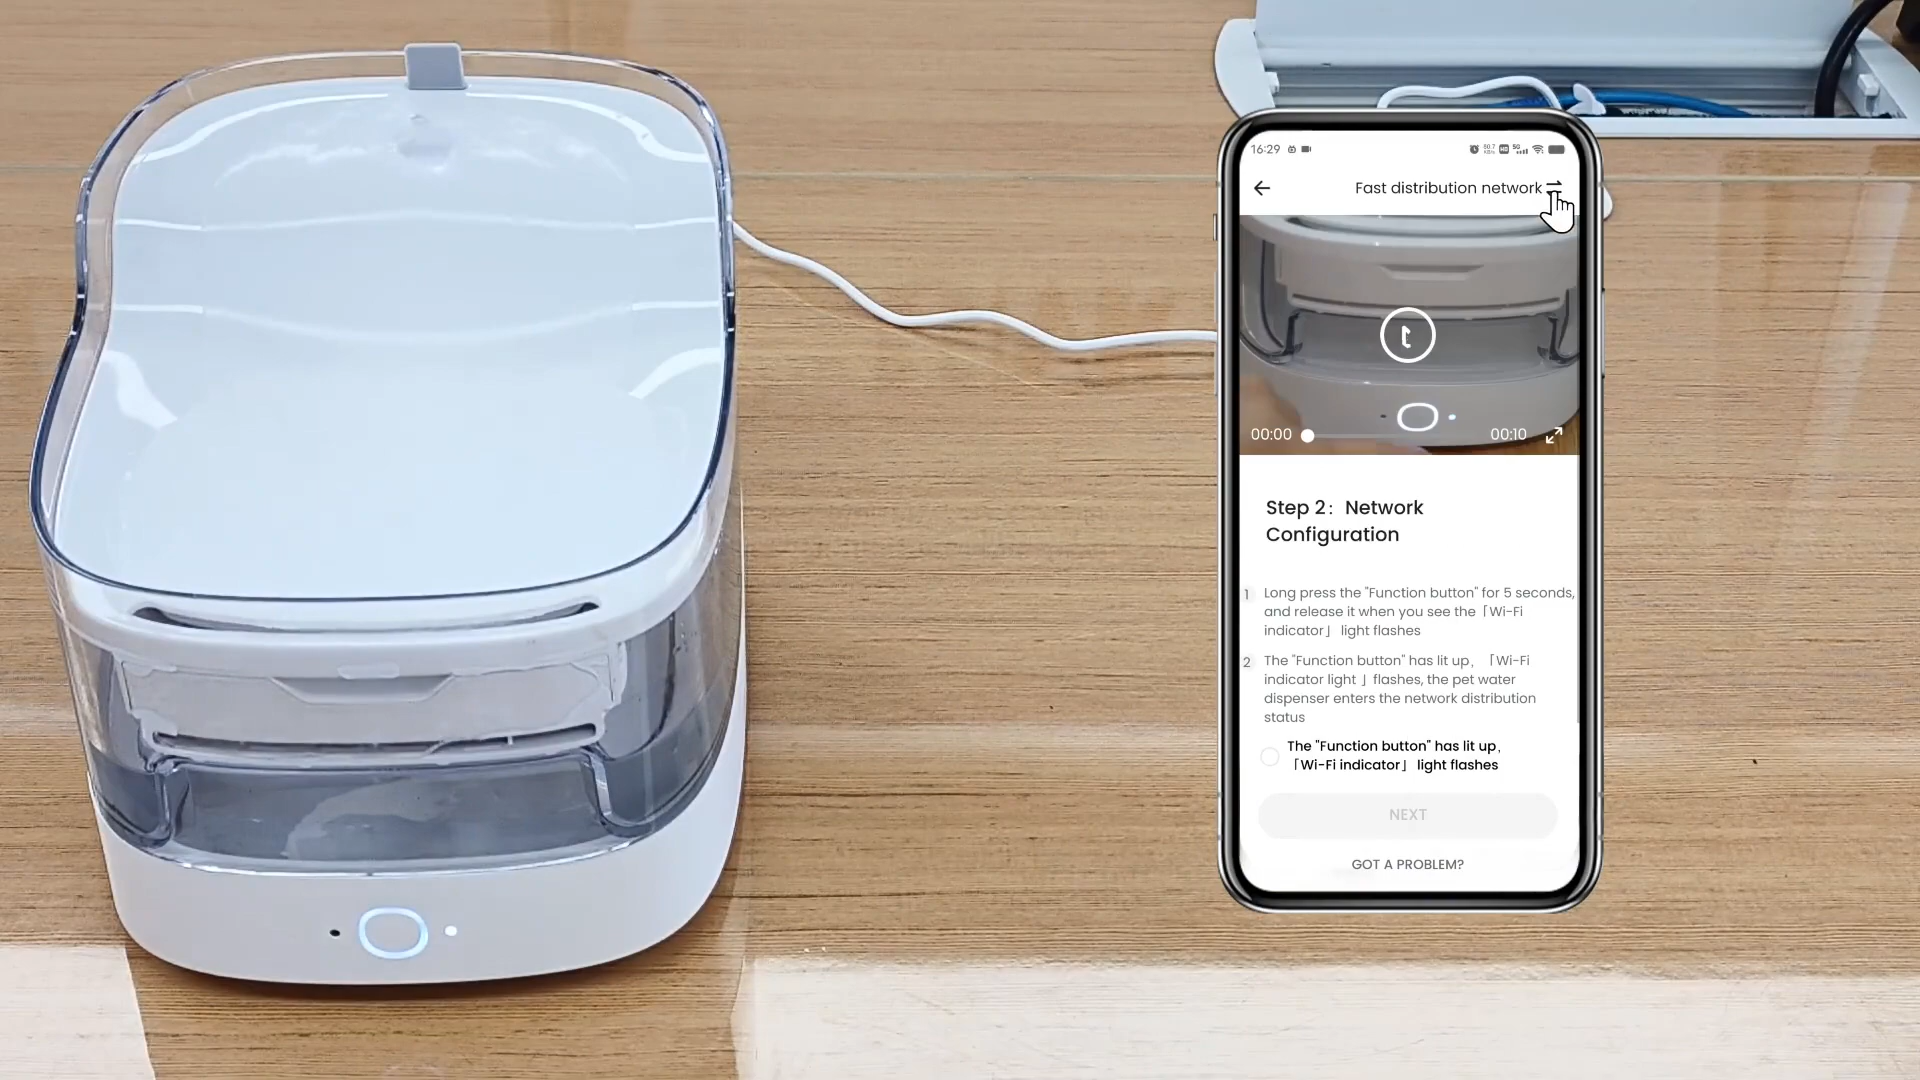 16:29
5G
Fast distribution network
00:00
00:10
Step 2: Network
Configuration
1 Long press the "Function button" for 5 seconds,
and release it when you see the「Wi-Fi
indicator」 light flashes
2 The "Function button" has lit up, 「Wi-Fi
indicator light 」flashes, the pet water
dispenser enters the network distribution
status
The "Function button" has lit up,
「Wi-Fi indicator」 light flashes
NEXT
GOT A PROBLEM?